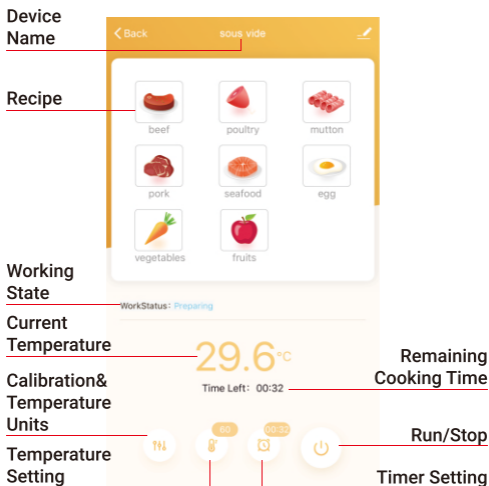 Device
Name
Back
sous vide
Recipe
beef
poultry
mutton
pork
seafood
egg
vegetables
fruits
Working
State
WorkStatus: Preparing
Current
Temperature
29.6°C
Remaining
Cooking Time
Time Left: 00:32
Calibration&
Temperature
Units
60
00:32
Run/Stop
Temperature
Setting
Timer Setting